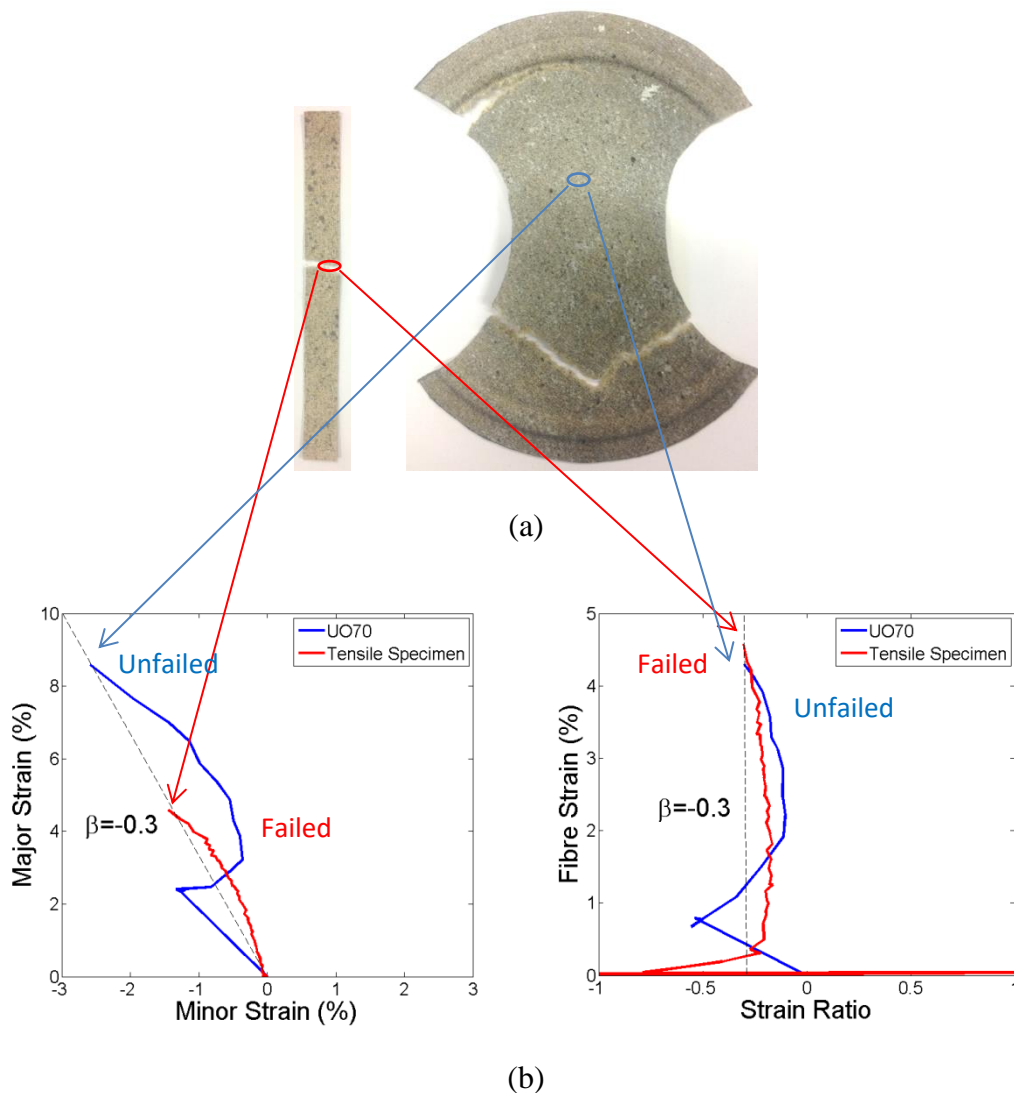 (a)
10
8
6
4
2
0
-3
-2
-1
0
1
2
3
Major Strain (%)
Minor Strain (%)
UO70
Tensile Specimen
Unfailed
Failed
β=-0.3
5
4
3
2
1
0
-1
-0.5
0
0.5
1
Fibre Strain (%)
Strain Ratio
UO70
Tensile Specimen
Failed
Unfailed
β=-0.3
(b)